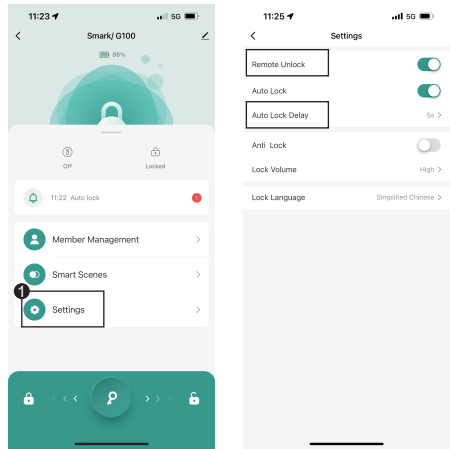 11:23
5G
Smark/ G100
86%
Off
Locked
11:22 Auto lock
Member Management
Smart Scenes
1
Settings
11:25
5G
Settings
Remote Unlock
Auto Lock
Auto Lock Delay
5s
Anti Lock
Lock Volume
High
Lock Language
Simplified Chinese